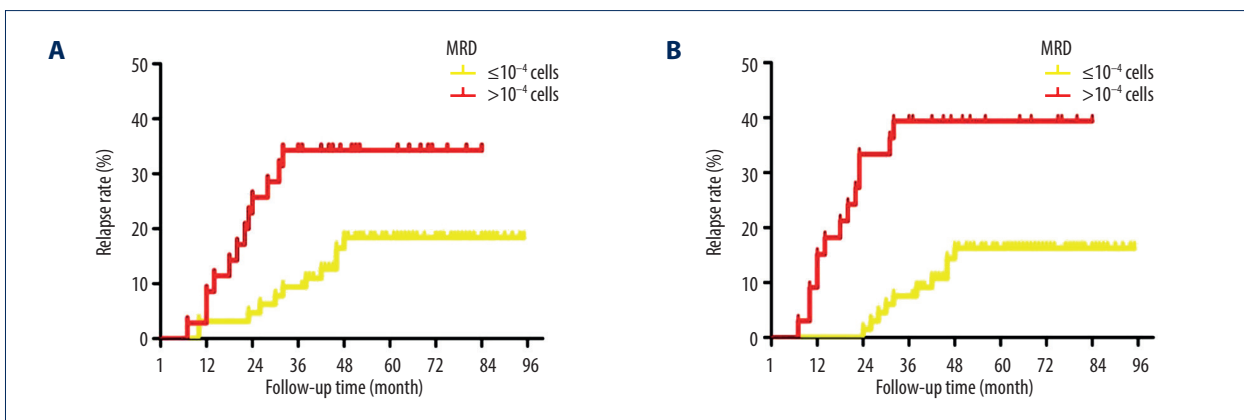 A
MRD
≤10⁻⁴ cells
>10⁻⁴ cells
50
40
30
20
10
0
Relapse rate (%)
1 12 24 36 48 60 72 84 96
Follow-up time (month)
B
MRD
≤10⁻⁴ cells
>10⁻⁴ cells
50
40
30
20
10
0
Relapse rate (%)
1 12 24 36 48 60 72 84 96
Follow-up time (month)